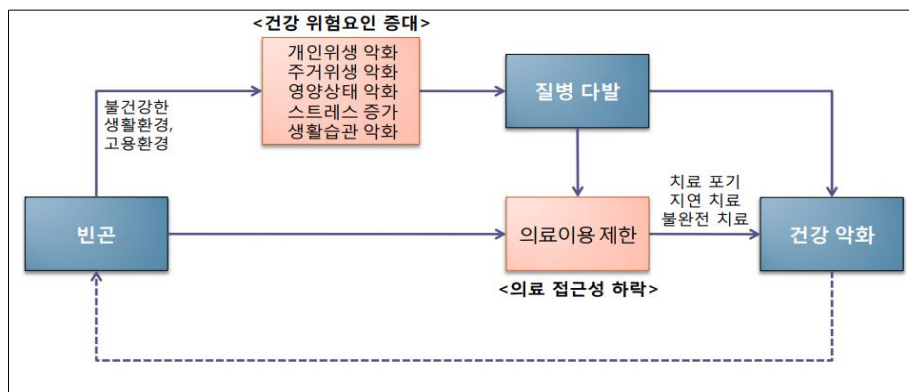 <건강 위험요인 증대>
개인위생 악화
주거위생 악화
영양상태 악화
스트레스 증가
생활습관 악화
질병 다발
불건강한
생활환경,
고용환경
치료 포기
지연 치료
불완전 치료
빈곤
의료이용 제한
건강 악화
<의료 접근성 하락>